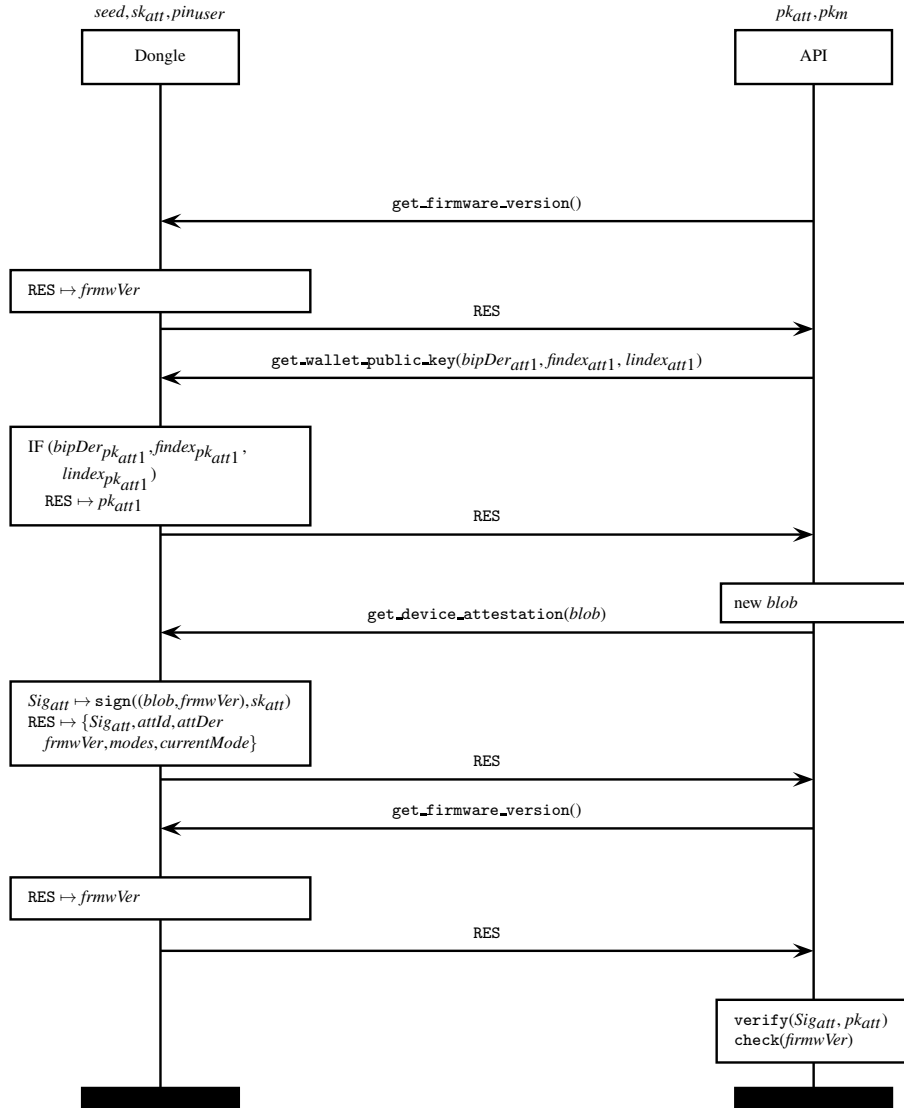 seed, sk_att, pin_user
pk_att, pk_m
Dongle
API
get_firmware_version()
RES ↦ frmwVer
RES
get_wallet_public_key(bipDer_att1, findex_att1, lindex_att1)
IF (bipDer_pk_att1, findex_pk_att1,
lindex_pk_att1)
RES ↦ pk_att1
RES
new blob
get_device_attestation(blob)
Sig_att ↦ sign((blob, frmwVer), sk_att)
RES ↦ {Sig_att, attId, attDer
frmwVer, modes, currentMode}
RES
get_firmware_version()
RES ↦ frmwVer
RES
verify(Sig_att, pk_att)
check(firmwVer)